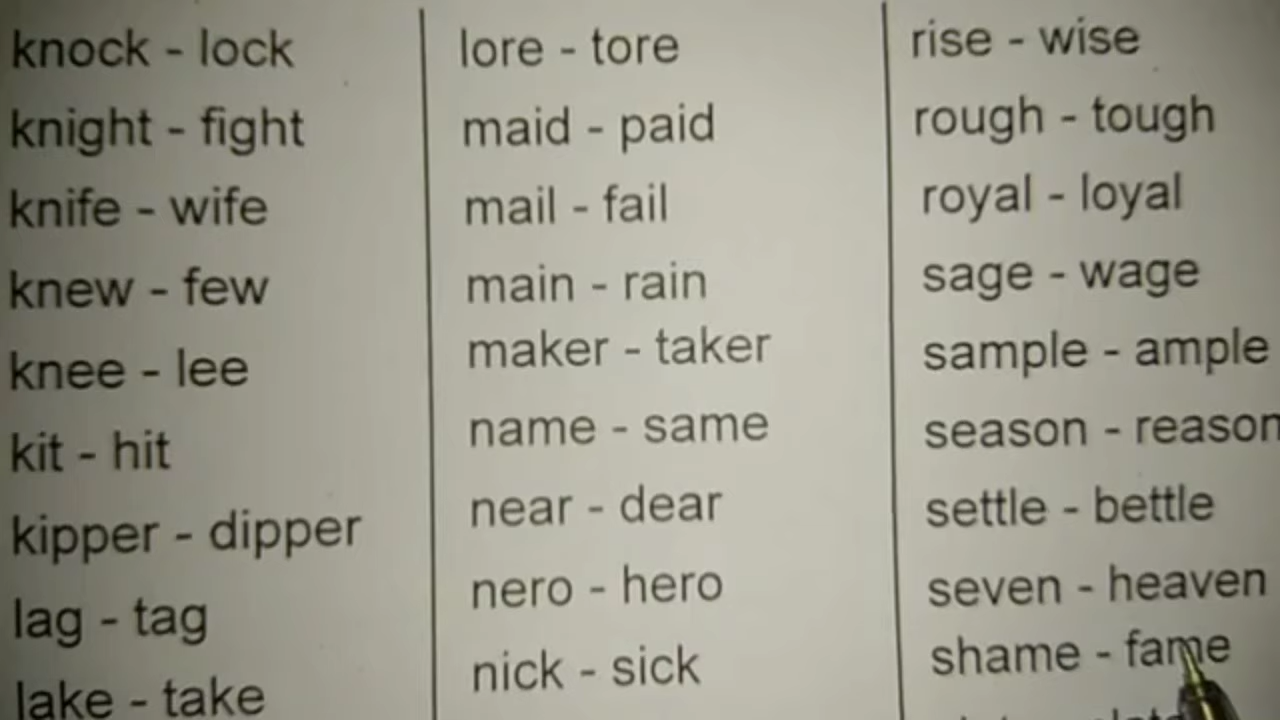 knock - lock
knight - fight
knife - wife
knew - few
knee - lee
kit - hit
kipper - dipper
lag - tag
lake - take
lore - tore
maid - paid
mail - fail
main - rain
maker - taker
name - same
near - dear
nero - hero
nick - sick
rise - wise
rough - tough
royal - loyal
sage - wage
sample - ample
season - reason
settle - bettle
seven - heaven
shame - fame